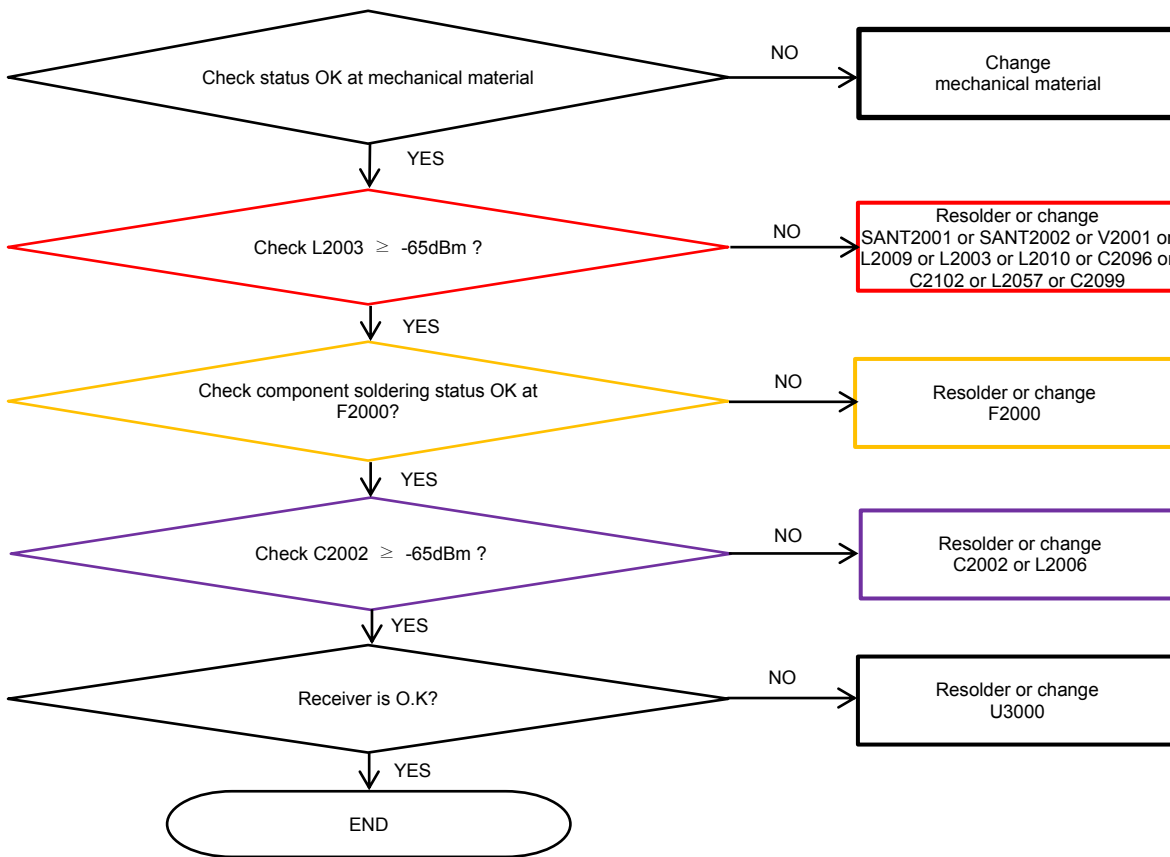 Check status OK at mechanical material
NO
Change
mechanical material
YES
Check L2003 ≥ -65dBm ?
NO
Resolder or change
SANT2001 or SANT2002 or V2001 or
L2009 or L2003 or L2010 or C2096 or
C2102 or L2057 or C2099
YES
Check component soldering status OK at
F2000?
NO
Resolder or change
F2000
YES
Check C2002 ≥ -65dBm ?
NO
Resolder or change
C2002 or L2006
YES
Receiver is O.K?
NO
Resolder or change
U3000
YES
END